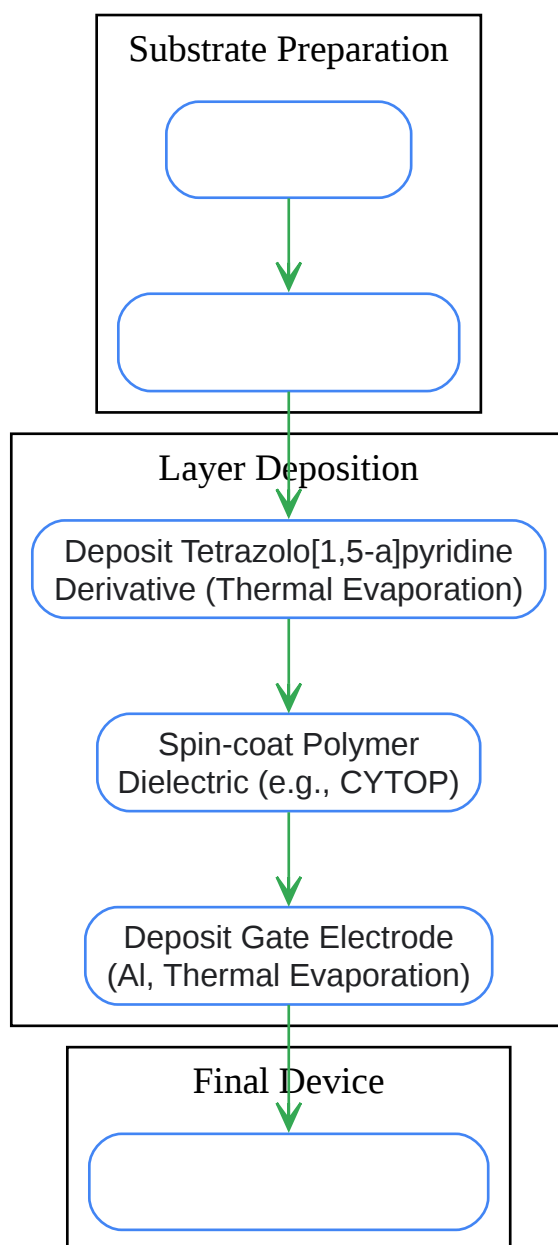 Substrate Preparation
Layer Deposition
Deposit Tetrazolo[1,5-a]pyridine
Derivative (Thermal Evaporation)
Spin-coat Polymer
Dielectric (e.g., CYTOP)
Deposit Gate Electrode
(Al, Thermal Evaporation)
Final Device